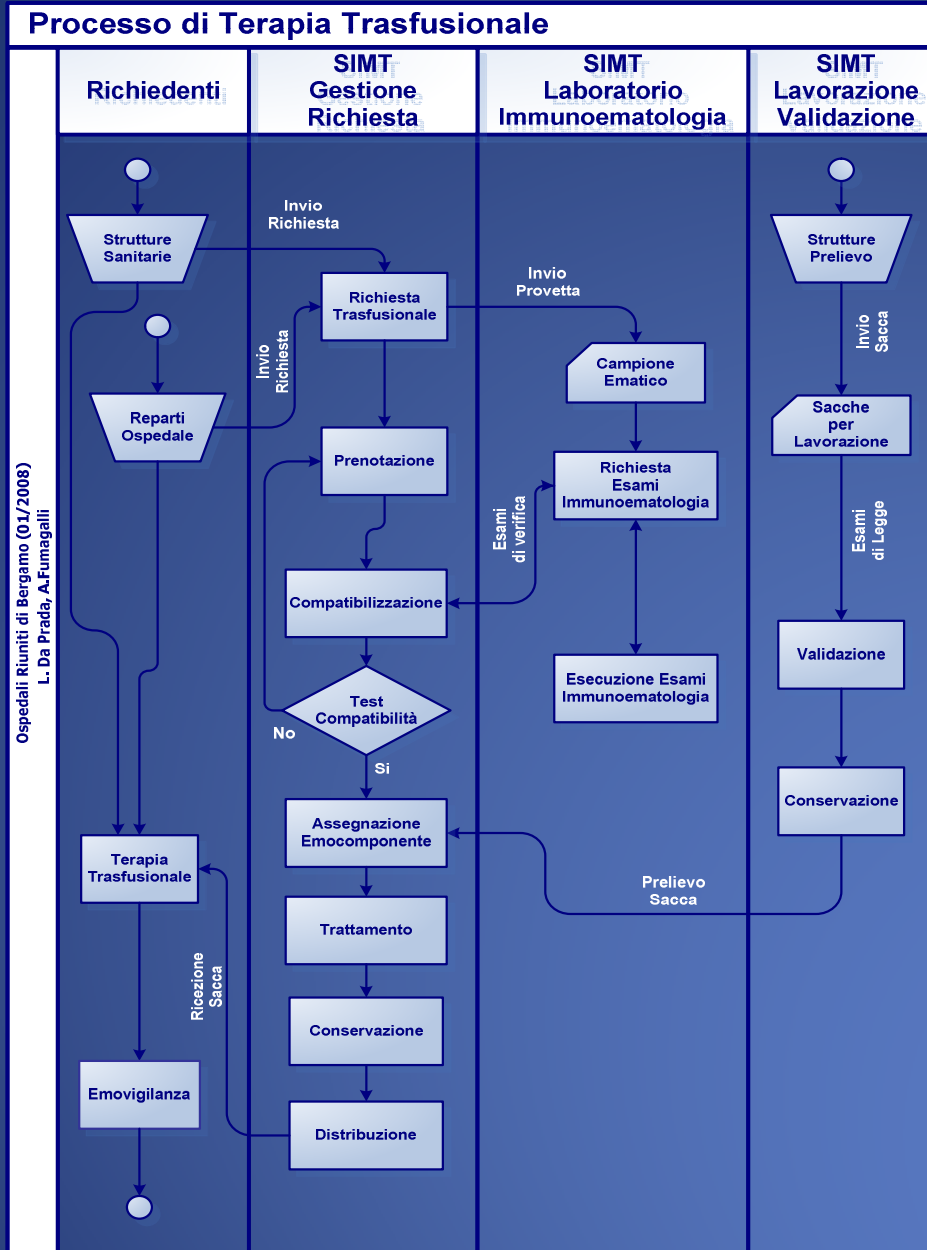 Processo di Terapia Trasfusionale
Richiedenti
SIMT
Gestione
Richiesta
SIMT
Laboratorio
Immunoematologia
SIMT
Lavorazione
Validazione
Ospedali Riuniti di Bergamo (01/2008)
L. Da Prada, A.Fumagalli
Strutture
Sanitarie
Invio
Richiesta
Reparti
Ospedale
Invio
Richiesta
Terapia
Trasfusionale
Ricezione
Sacca
Emovigilanza
Richiesta
Trasfusionale
Invio
Provetta
Prenotazione
Compatibilizzazione
Test
Compatibilità
No
Si
Assegnazione
Emocomponente
Trattamento
Conservazione
Distribuzione
Campione
Ematico
Richiesta
Esami
Immunoematologia
Esami
di verifica
Esecuzione Esami
Immunoematologia
Prelievo
Sacca
Strutture
Prelievo
Invio
Sacca
Sacche
per
Lavorazione
Esami
di Legge
Validazione
Conservazione